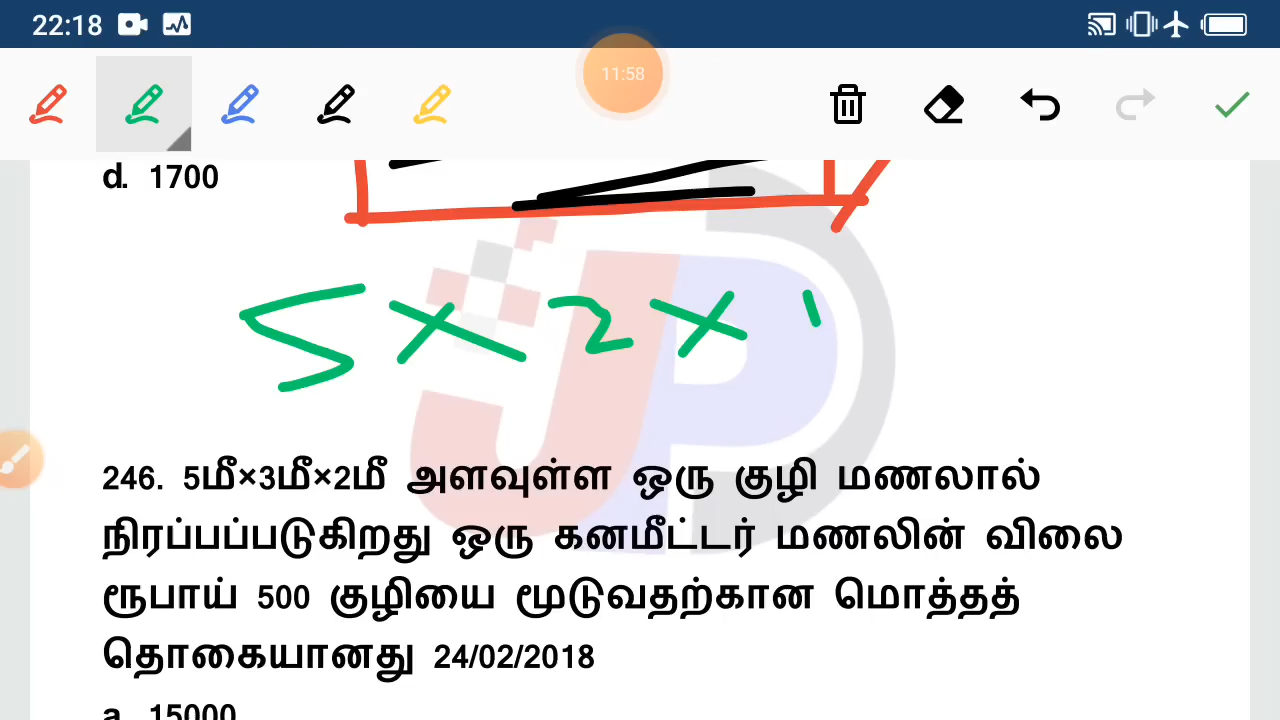 22:18
11:58
d. 1700
5 x 2 x
246. 5மீ×3மீ×2மீ அளவுள்ள ஒரு குழி மணலால்
நிரப்பப்படுகிறது ஒரு கனமீட்டர் மணலின் விலை
ரூபாய் 500 குழியை மூடுவதற்கான மொத்தத்
தொகையானது 24/02/2018
a. 15000